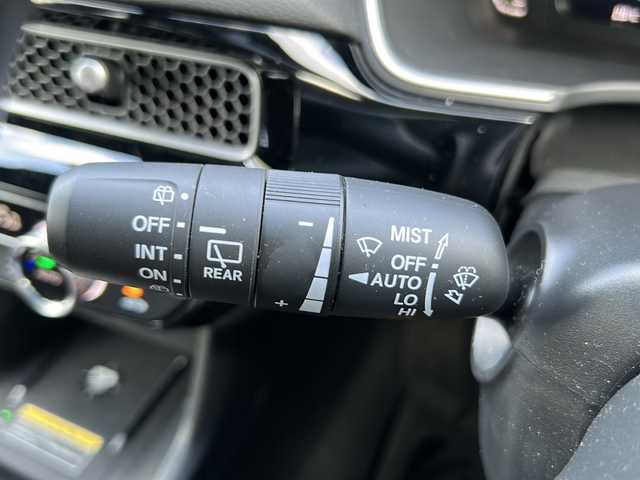 OFF
INT
ON
REAR
-
+
MIST
OFF
AUTO
LO
HI